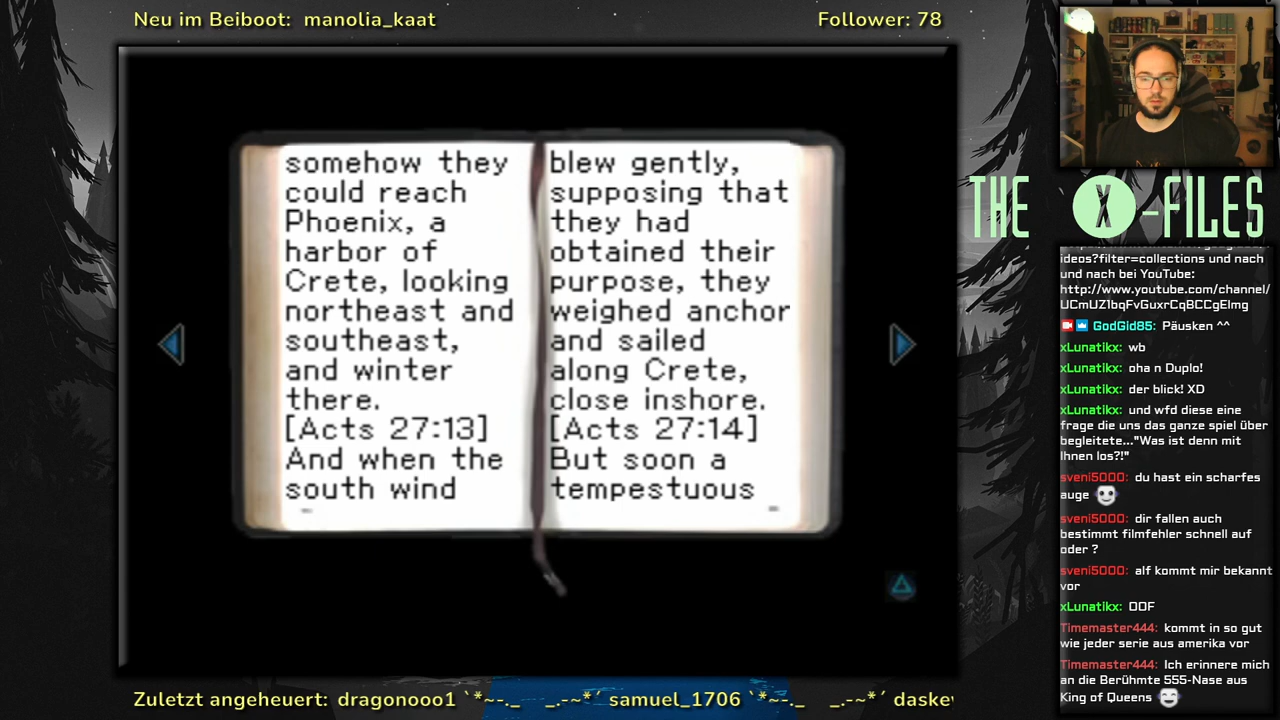 Neu im Beiboot: manolia_kaat
Follower: 78
somehow they
could reach
Phoenix, a
harbor of
Crete, looking
northeast and
southeast,
and winter
there.
[Acts 27:13]
And when the
south wind
blew gently,
supposing that
they had
obtained their
purpose, they
weighed anchor
and sailed
along Crete,
close inshore.
[Acts 27:14]
But soon a
tempestuous
THE X-FILES
ideos?filter=collections und nach
und nach bei YouTube:
http://www.youtube.com/channel/
UCmUZ1bqFvGuxrCqBCCgElmg
GodGid85: Päusken ^^
xLunatikx: wb
xLunatikx: oha n Duplo!
xLunatikx: der blick! XD
xLunatikx: und wfd diese eine
frage die uns das ganze spiel über
begleitete..."Was ist denn mit
Ihnen los?!"
sveni5000: du hast ein scharfes
auge
sveni5000: dir fallen auch
bestimmt filmfehler schnell auf
oder ?
sveni5000: alf kommt mir bekannt
vor
xLunatikx: OOF
Timemaster444: kommt in so gut
wie jeder serie aus amerika vor
Timemaster444: Ich erinnere mich
an die Berühmte 555-Nase aus
King of Queens
Zuletzt angeheuert: dragonooo1 `*~-._ _.-~*´ samuel_1706 `*~-._ _.-~*´ daske